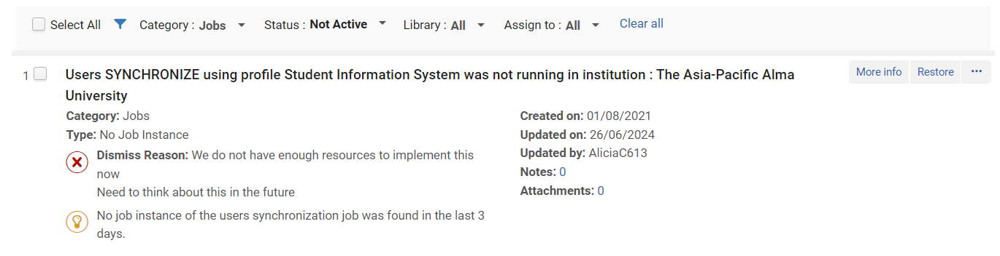 Select All Category : Jobs Status : Not Active Library : All Assign to : All Clear all
1 Users SYNCHRONIZE using profile Student Information System was not running in institution : The Asia-Pacific Alma
University
More info Restore ...
Category: Jobs
Type: No Job Instance
Dismiss Reason: We do not have enough resources to implement this
now
Need to think about this in the future
No job instance of the users synchronization job was found in the last 3
days.
Created on: 01/08/2021
Updated on: 26/06/2024
Updated by: AliciaC613
Notes: 0
Attachments: 0